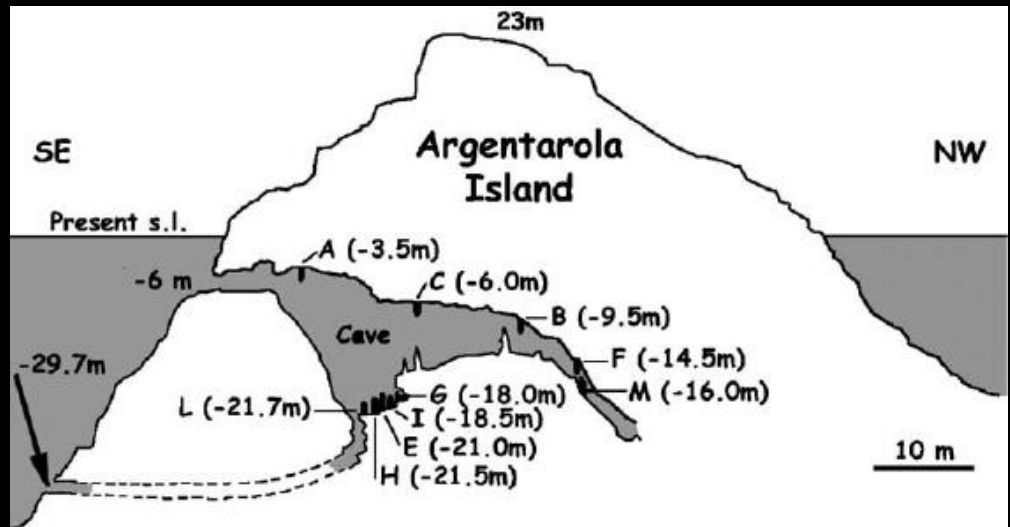 23m
SE
Argentarola
Island
NW
Present s.l.
A (-3.5m)
-6 m
C (-6.0m)
B (-9.5m)
Cave
-29.7m
F (-14.5m)
M (-16.0m)
G (-18.0m)
L (-21.7m)
I (-18.5m)
E (-21.0m)
H (-21.5m)
10 m